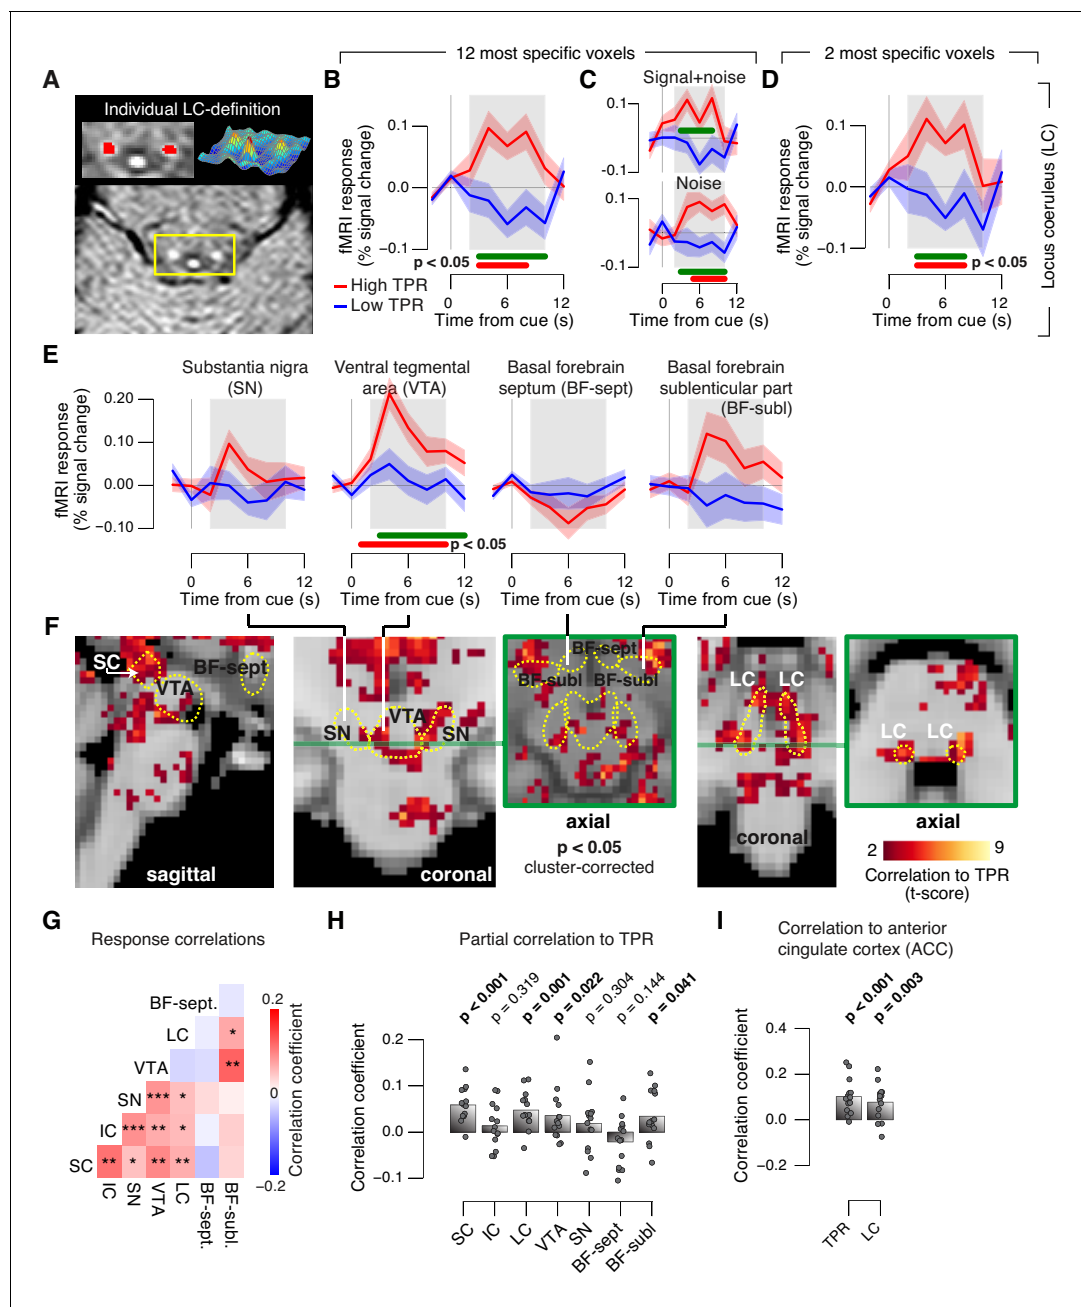 12 most specific voxels
2 most specific voxels
A
Individual LC-definition
B
fMRI response
(% signal change)
0.1
0.0
−0.1
p < 0.05
High TPR
Low TPR
0
6
12
Time from cue (s)
C
Signal+noise
0.1
-0.1
Noise
0.1
-0.1
0
6
12
Time from cue (s)
D
fMRI response
(% signal change)
0.1
0.0
−0.1
p < 0.05
0
6
12
Time from cue (s)
Locus coeruleus (LC)
E
Substantia nigra
(SN)
Ventral tegmental
area (VTA)
Basal forebrain
septum (BF-sept)
Basal forebrain
sublenticular part
(BF-subl)
fMRI response
(% signal change)
0.20
0.10
0.00
−0.10
p < 0.05
0 6 12
Time from cue (s)
0 6 12
Time from cue (s)
0 6 12
Time from cue (s)
0 6 12
Time from cue (s)
F
SC
BF-sept
VTA
sagittal
VTA
SN
SN
coronal
BF-sept
BF-subl
BF-subl
axial
p < 0.05
cluster-corrected
LC
LC
coronal
LC
LC
axial
2
9
Correlation to TPR
(t-score)
G
Response correlations
BF-sept.
LC
*
VTA
**
SN
***
*
IC
***
**
*
SC
**
*
**
**
IC
SN
VTA
LC
BF-sept.
BF-subl.
0.2
0
−0.2
Correlation coefficient
H
Partial correlation to TPR
p < 0.001
p = 0.319
p = 0.001
p = 0.022
p = 0.304
p = 0.144
p = 0.041
Correlation coefficient
0.2
0.1
0.0
−0.1
SC
IC
LC
VTA
SN
BF-sept
BF-subl
I
Correlation to anterior
cingulate cortex (ACC)
p < 0.001
p = 0.003
Correlation coefficient
0.4
0.2
0.0
−0.2
TPR
LC